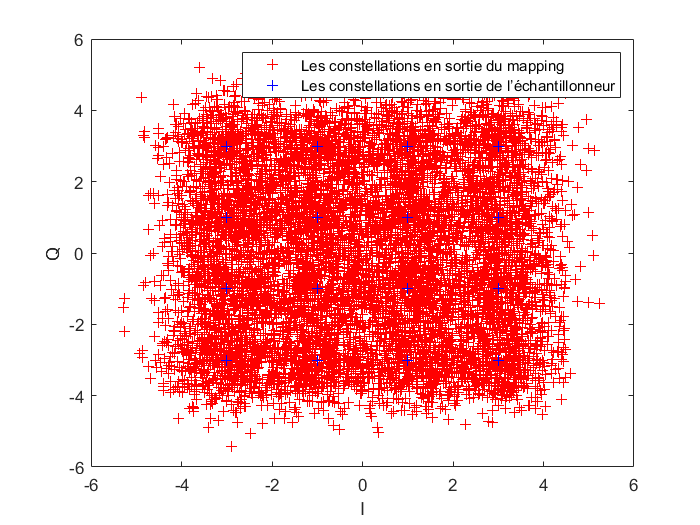 Les constellations en sortie du mapping
Les constellations en sortie de l'échantillonneur
6
4
2
0
-2
-4
-6
Q
-6 -4 -2 0 2 4 6
I